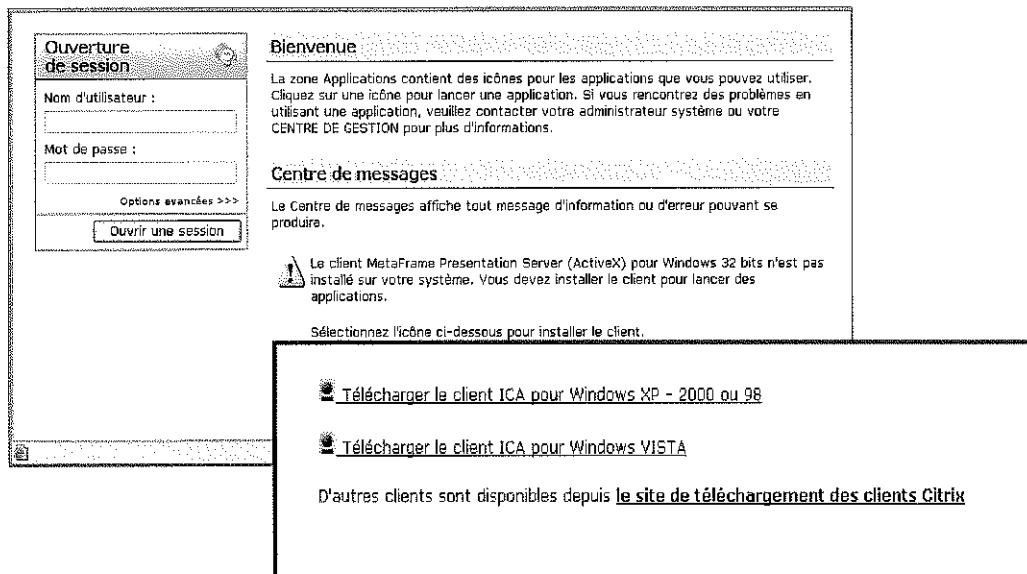 Ouverture
de session
Nom d'utilisateur :
Mot de passe :
Options avancées >>>
Ouvrir une session
Bienvenue
La zone Applications contient des icônes pour les applications que vous pouvez utiliser.
Cliquez sur une icône pour lancer une application. Si vous rencontrez des problèmes en
utilisant une application, veuillez contacter votre administrateur système ou votre
CENTRE DE GESTION pour plus d'informations.
Centre de messages
Le Centre de messages affiche tout message d'information ou d'erreur pouvant se
produire.
Le client MetaFrame Presentation Server (ActiveX) pour Windows 32 bits n'est pas
installé sur votre système. Vous devez installer le client pour lancer des
applications.
Sélectionnez l'icône ci-dessous pour installer le client.
Télécharger le client ICA pour Windows XP - 2000 ou 98
Télécharger le client ICA pour Windows VISTA
D'autres clients sont disponibles depuis le site de téléchargement des clients Citrix